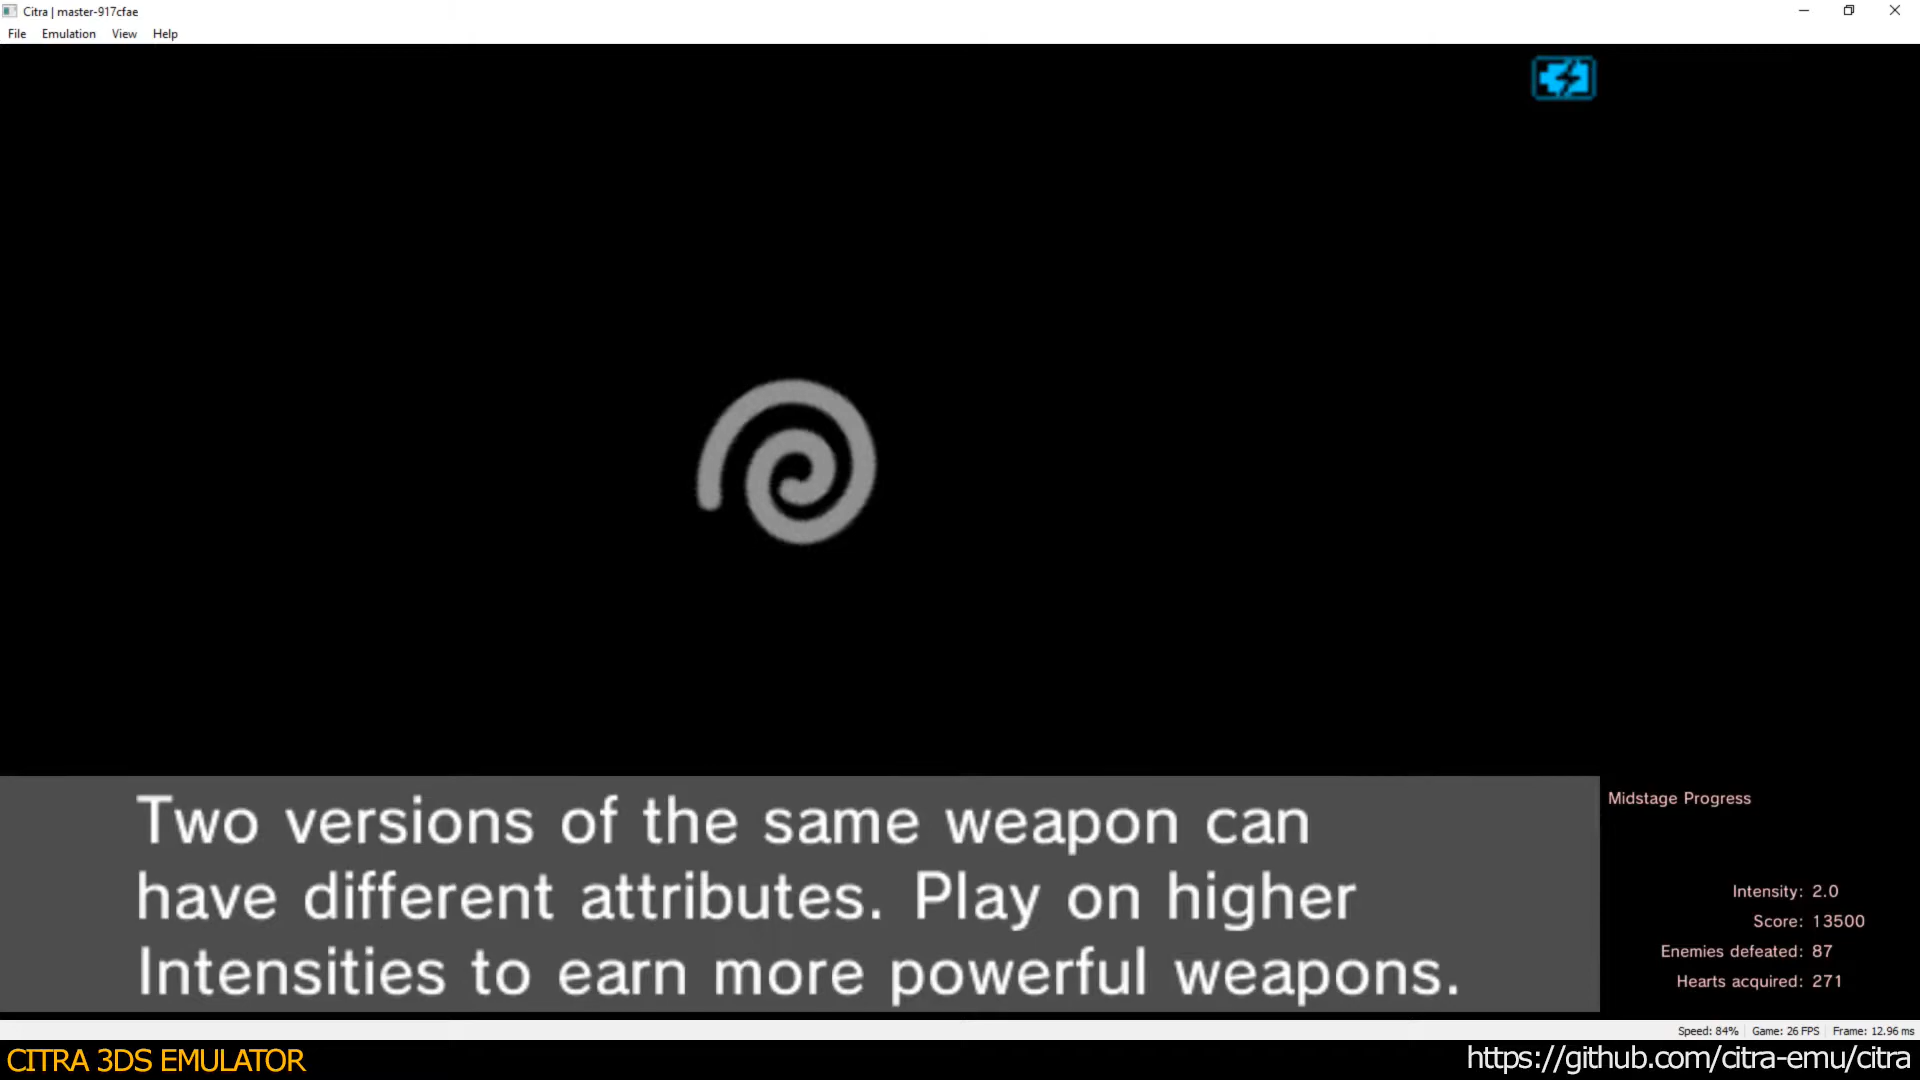 Citra | master-917cfae
File Emulation View Help
Two versions of the same weapon can
have different attributes. Play on higher
Intensities to earn more powerful weapons.
Midstage Progress
Intensity: 2.0
Score: 13500
Enemies defeated: 87
Hearts acquired: 271
Speed: 84% Game: 26 FPS Frame: 12.96 ms
CITRA 3DS EMULATOR
https://github.com/citra-emu/citra